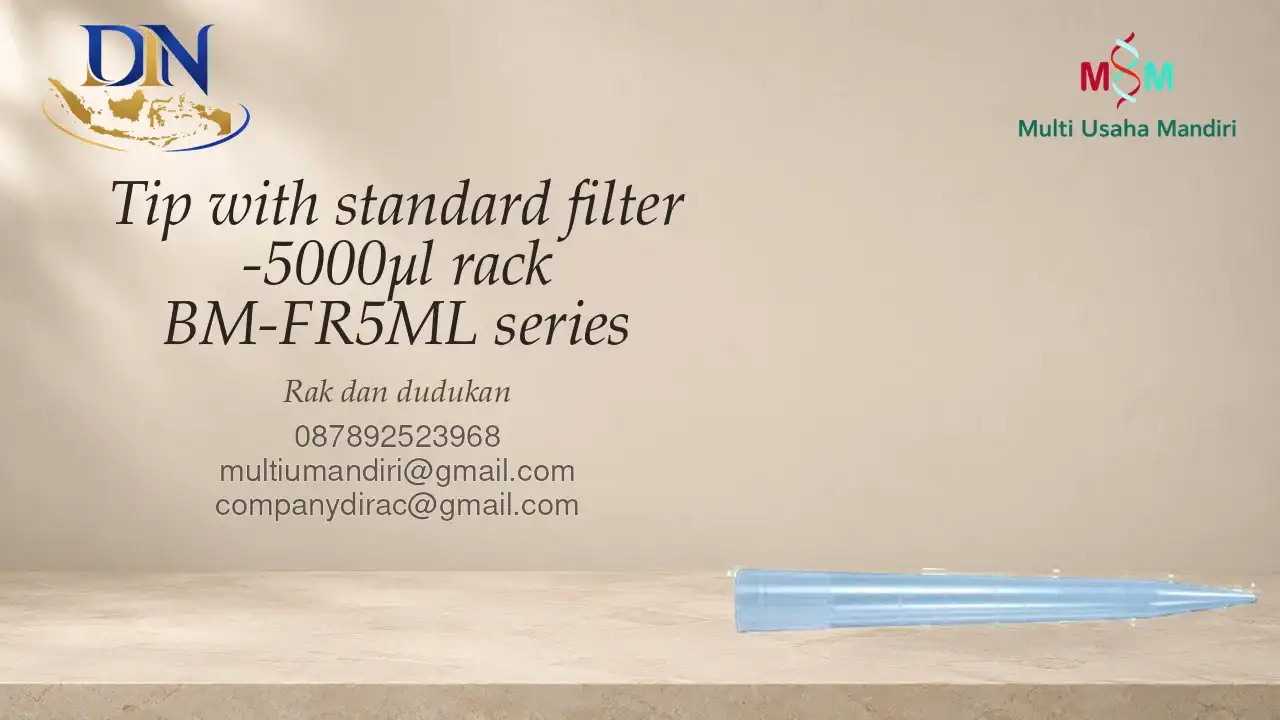 DIN
M M
Multi Usaha Mandiri
Tip with standard filter
-5000µl rack
BM-FR5ML series
Rak dan dudukan
087892523968
multiumandiri@gmail.com
companydirac@gmail.com